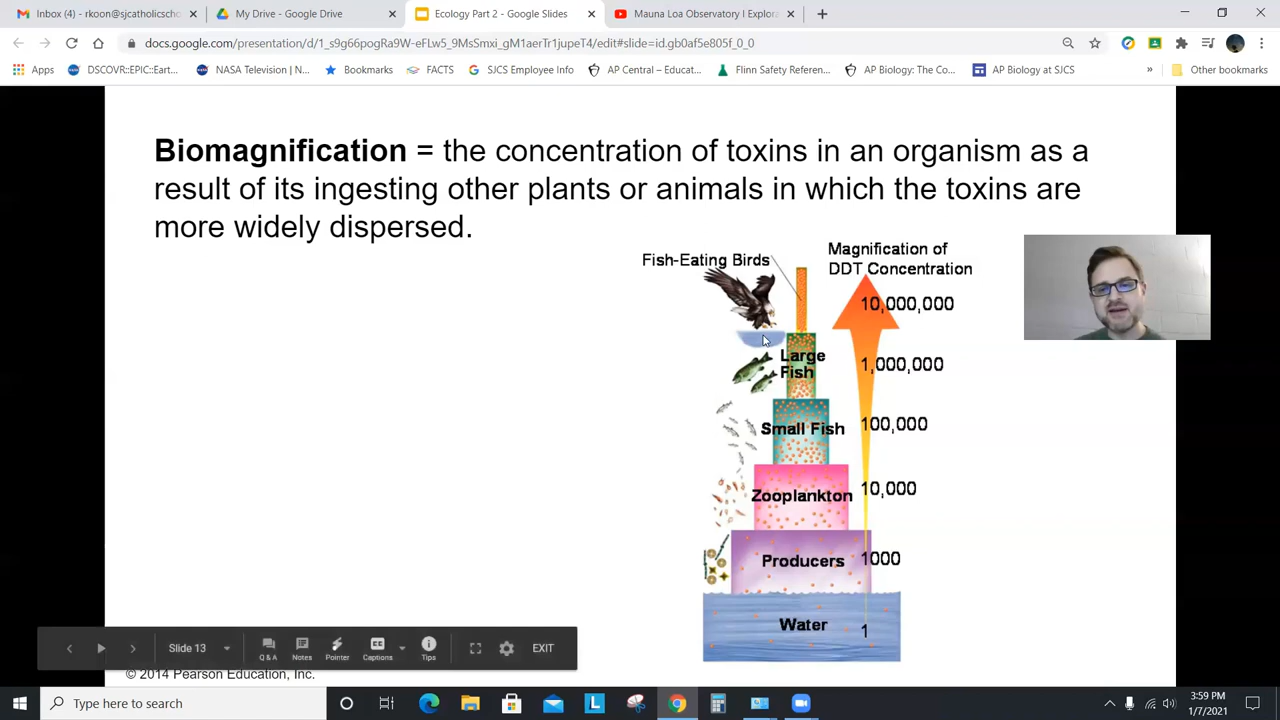 Inbox (4) - rkoon@sjcatholicscho
My Drive - Google Drive
Ecology Part 2 - Google Slides
Mauna Loa Observatory I Explora
docs.google.com/presentation/d/1_s9g66pogRa9W-eFLw5_9MsSmxi_gM1aerTr1jupeT4/edit#slide=id.gb0af5e805f_0_0
Apps
DSCOVR::EPIC::Eart...
NASA Television | N...
Bookmarks
FACTS
SJCS Employee Info
AP Central – Educat...
Flinn Safety Referen...
AP Biology: The Co...
AP Biology at SJCS
»
Other bookmarks
Biomagnification = the concentration of toxins in an organism as a
result of its ingesting other plants or animals in which the toxins are
more widely dispersed.
Fish-Eating Birds
Magnification of
DDT Concentration
10,000,000
Large
Fish
1,000,000
Small Fish
100,000
Zooplankton
10,000
Producers
1000
Water
1
Slide 13
Q & A
Notes
Pointer
Captions
Tips
EXIT
© 2014 Pearson Education, Inc.
Type here to search
3:59 PM
1/7/2021